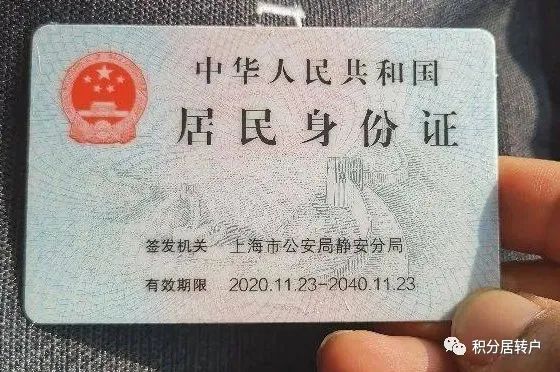 中华人民共和国
居民身份证
签发机关 上海市公安局静安分局
有效期限 2020.11.23-2040.11.23
积分居转户